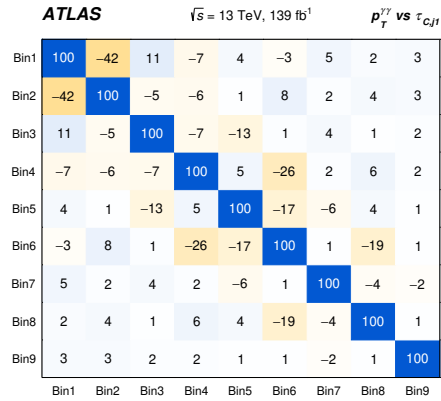 ATLAS √s = 13 TeV, 139 fb⁻¹ p_T^γγ vs τ_C,j1
Bin1 100 −42 11 −7 4 −3 5 2 3
Bin2 −42 100 −5 −6 1 8 2 4 3
Bin3 11 −5 100 −7 −13 1 4 1 2
Bin4 −7 −6 −7 100 5 −26 2 6 2
Bin5 4 1 −13 5 100 −17 −6 4 1
Bin6 −3 8 1 −26 −17 100 1 −19 1
Bin7 5 2 4 2 −6 1 100 −4 −2
Bin8 2 4 1 6 4 −19 −4 100 1
Bin9 3 3 2 2 1 1 −2 1 100
Bin1 Bin2 Bin3 Bin4 Bin5 Bin6 Bin7 Bin8 Bin9